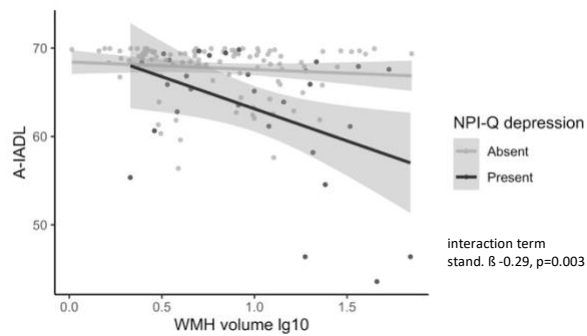 70
60
50
A-IADL
0.0 0.5 1.0 1.5
WMH volume lg10
NPI-Q depression
Absent
Present
interaction term
stand. ß -0.29, p=0.003